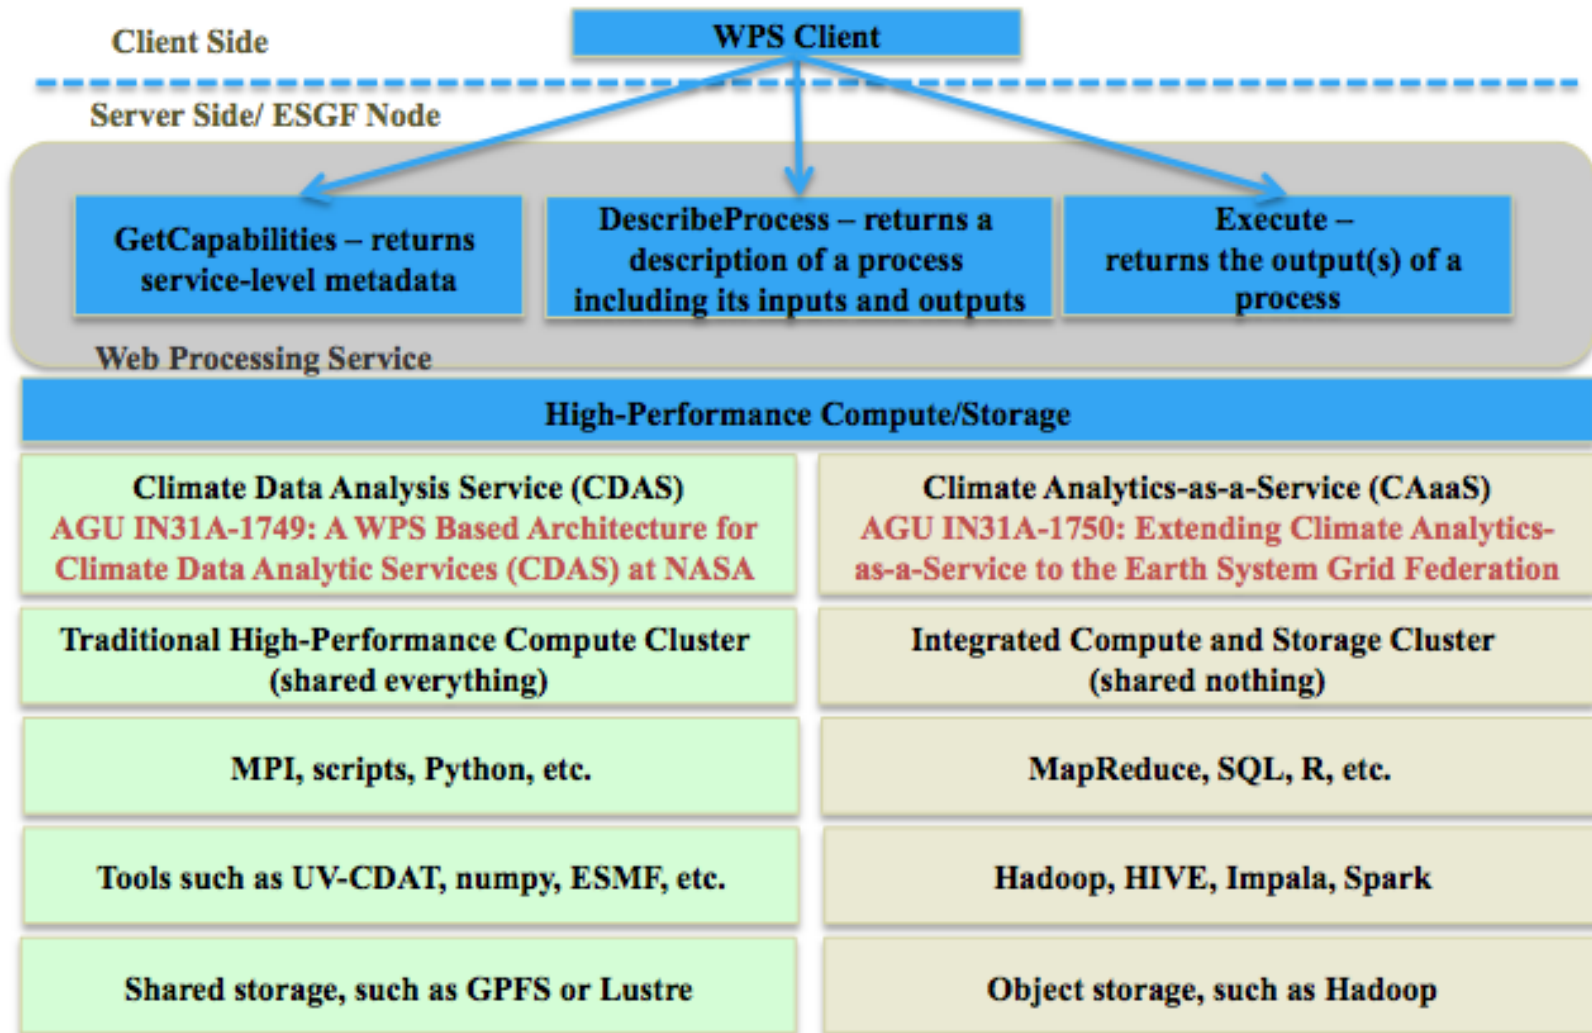 Client Side
WPS Client
Server Side/ ESGF Node
GetCapabilities – returns
service-level metadata
DescribeProcess – returns a
description of a process
including its inputs and outputs
Execute –
returns the output(s) of a
process
Web Processing Service
High-Performance Compute/Storage
Climate Data Analysis Service (CDAS)
AGU IN31A-1749: A WPS Based Architecture for
Climate Data Analytic Services (CDAS) at NASA
Climate Analytics-as-a-Service (CAaaS)
AGU IN31A-1750: Extending Climate Analytics-
as-a-Service to the Earth System Grid Federation
Traditional High-Performance Compute Cluster
(shared everything)
Integrated Compute and Storage Cluster
(shared nothing)
MPI, scripts, Python, etc.
MapReduce, SQL, R, etc.
Tools such as UV-CDAT, numpy, ESMF, etc.
Hadoop, HIVE, Impala, Spark
Shared storage, such as GPFS or Lustre
Object storage, such as Hadoop